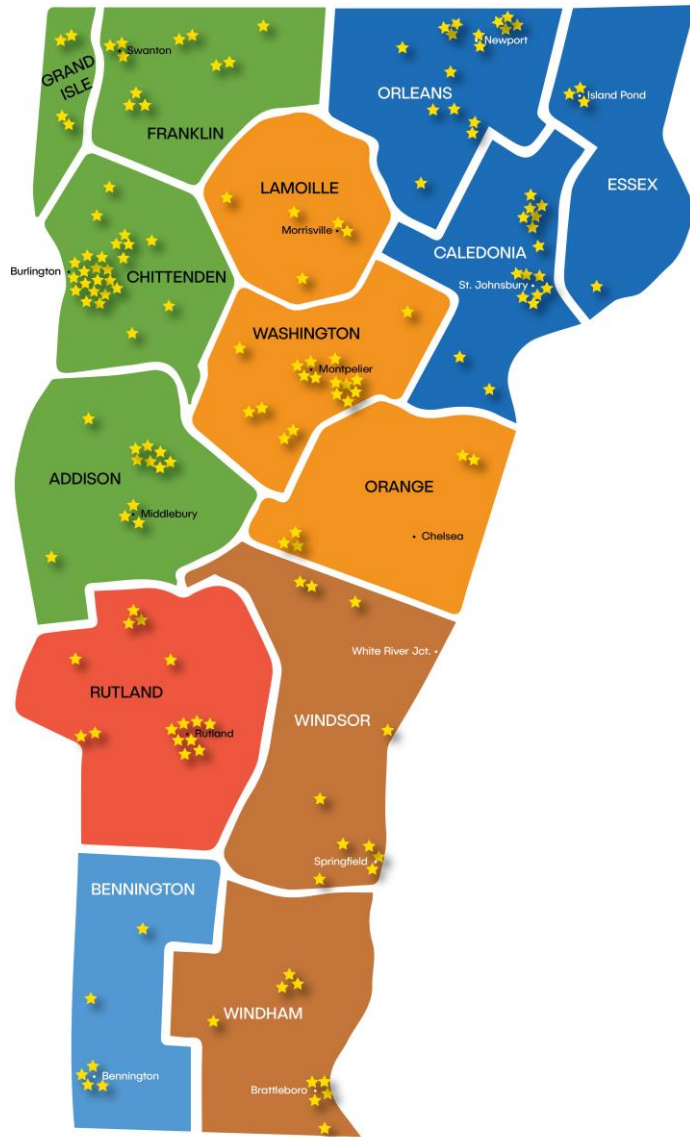 GRAND
ISLE
Swanton
FRANKLIN
Newport
ORLEANS
Island Pond
ESSEX
LAMOILLE
Morrisville
Burlington
CHITTENDEN
CALEDONIA
St. Johnsbury
WASHINGTON
Montpelier
ADDISON
Middlebury
ORANGE
Chelsea
White River Jct.
RUTLAND
Rutland
WINDSOR
Springfield
BENNINGTON
Bennington
WINDHAM
Brattleboro